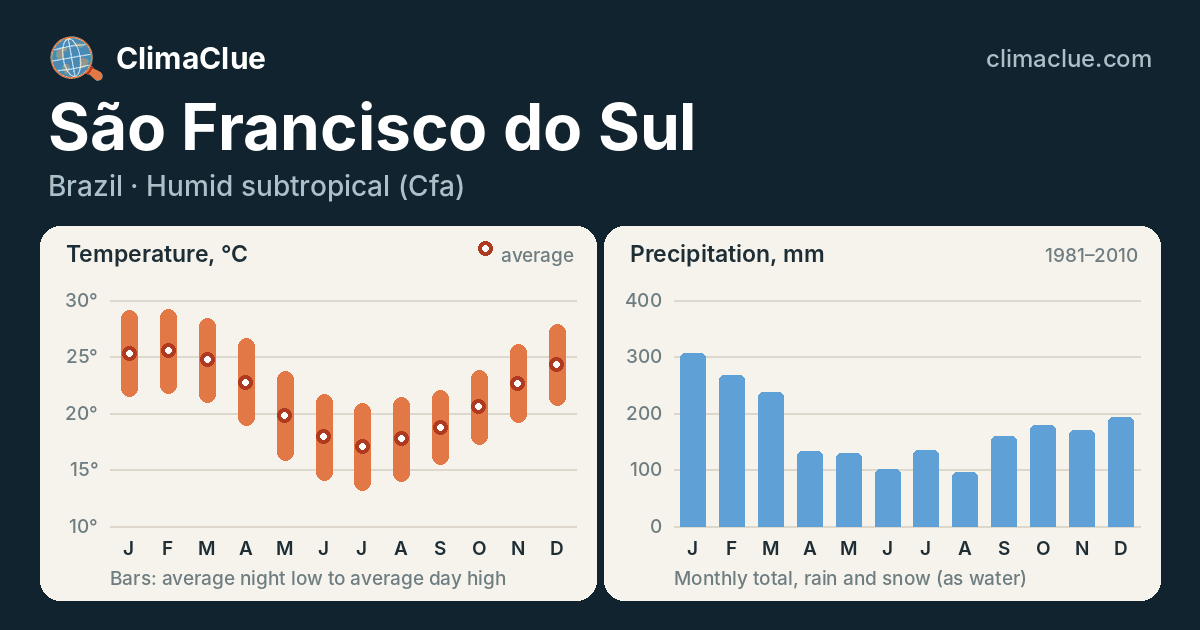 ClimaClue
climaclue.com
São Francisco do Sul
Brazil · Humid subtropical (Cfa)
Temperature, °C
average
30°
25°
20°
15°
10°
J F M A M J J A S O N D
Bars: average night low to average day high
Precipitation, mm
1981–2010
400
300
200
100
0
J F M A M J J A S O N D
Monthly total, rain and snow (as water)